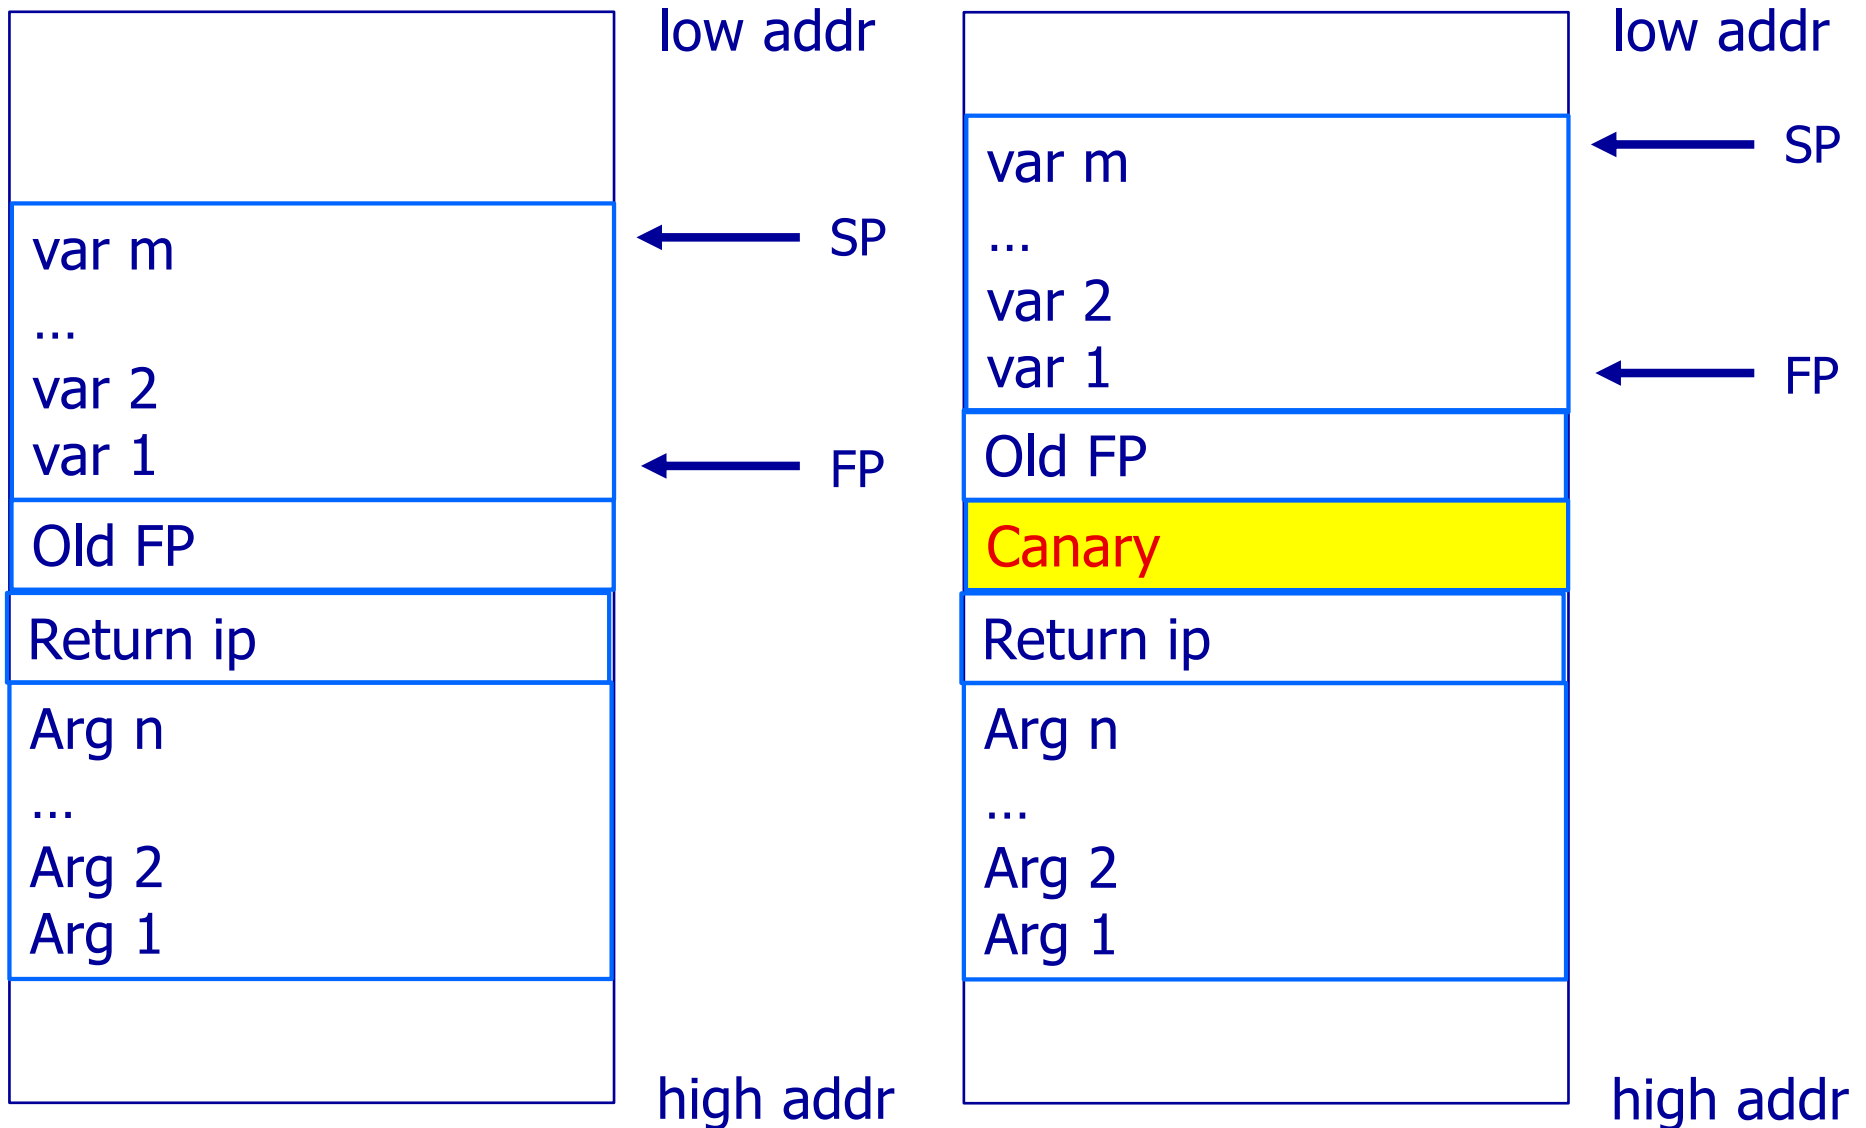 low addr
var m
SP
…
var 2
var 1
FP
Old FP
Return ip
Arg n
…
Arg 2
Arg 1
high addr
low addr
var m
SP
…
var 2
var 1
FP
Old FP
Canary
Return ip
Arg n
…
Arg 2
Arg 1
high addr